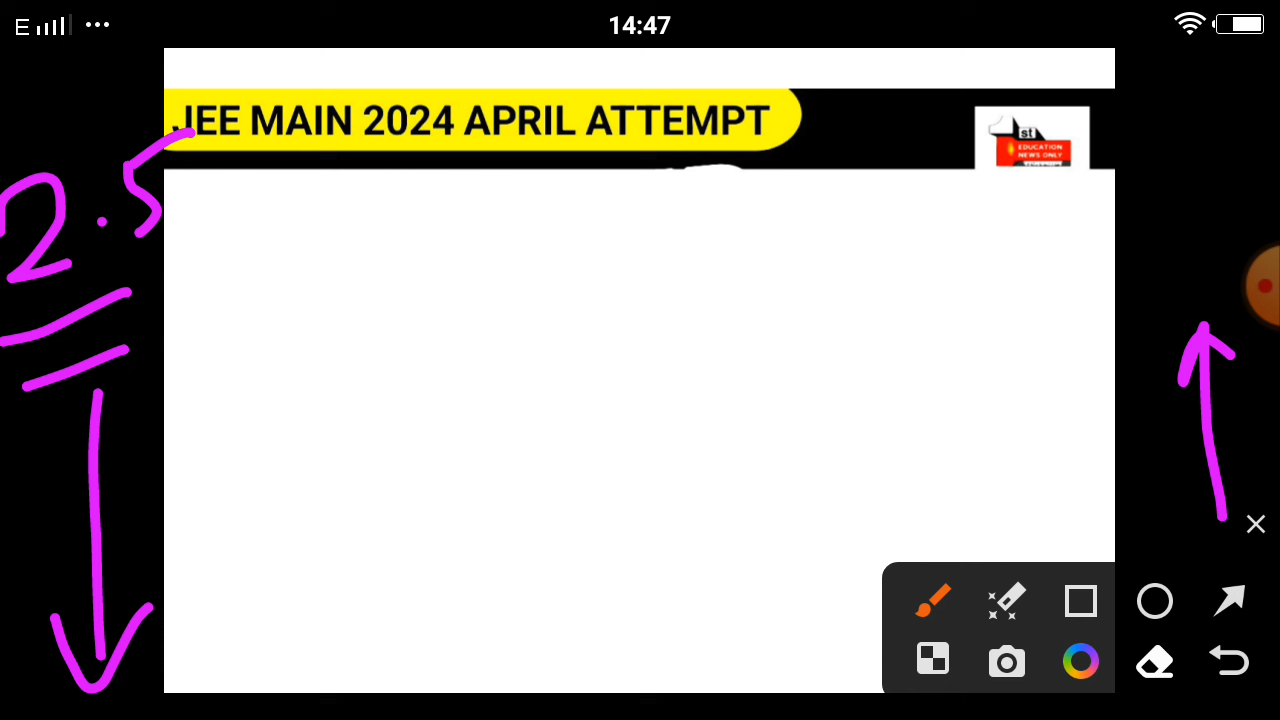 E 14:47
JEE MAIN 2024 APRIL ATTEMPT
st
EDUCATION
NEWS ONLY
2.5